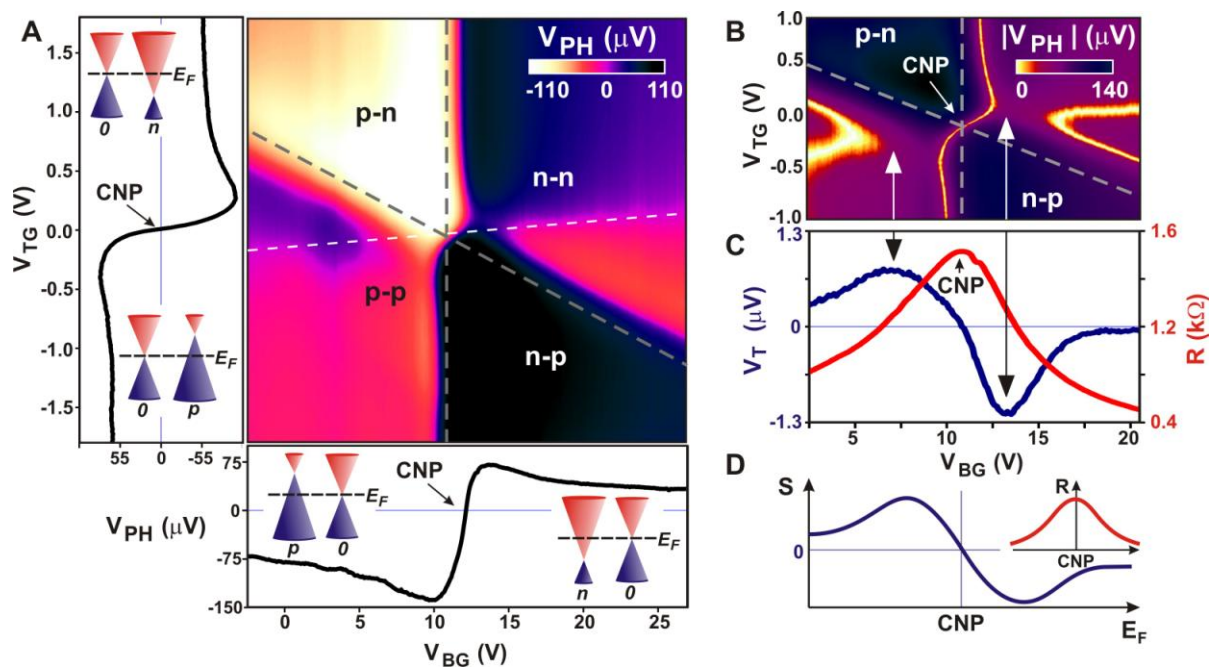 A
V_TG (V)
1.5
1.0
0.5
0.0
-0.5
-1.0
-1.5
0 n
E_F
CNP
0 p
E_F
55 0 -55
V_PH (μV)
-110 0 110
p-n
n-n
p-p
n-p
V_PH (μV)
75
0
-75
-150
CNP
p 0
E_F
n 0
E_F
0 5 10 15 20 25
V_BG (V)
B
V_TG (V)
1.0
0.5
0.0
-0.5
-1.0
p-n
CNP
|V_PH| (μV)
0 140
n-p
C
V_T (μV)
1.3
0
-1.3
CNP
R (kΩ)
1.6
1.2
0.4
5 10 15 20
V_BG (V)
D
S
0
CNP
E_F
R
CNP